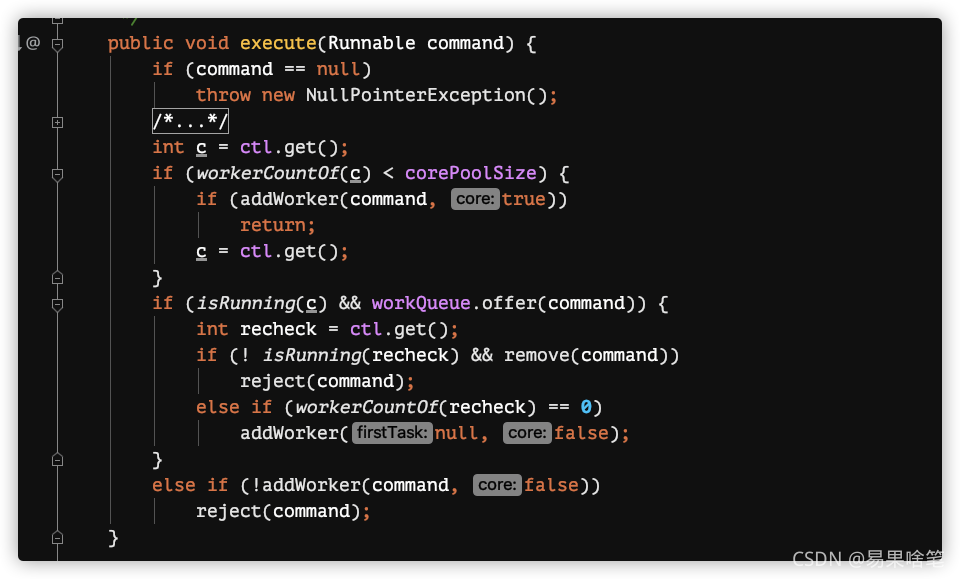 */
@
public void execute(Runnable command) {
if (command == null)
throw new NullPointerException();
/*...*/
int c = ctl.get();
if (workerCountOf(c) < corePoolSize) {
if (addWorker(command, core: true))
return;
c = ctl.get();
}
if (isRunning(c) && workQueue.offer(command)) {
int recheck = ctl.get();
if (! isRunning(recheck) && remove(command))
reject(command);
else if (workerCountOf(recheck) == 0)
addWorker( firstTask: null, core: false);
}
else if (!addWorker(command, core: false))
reject(command);
}
CSDN @易果啥笔